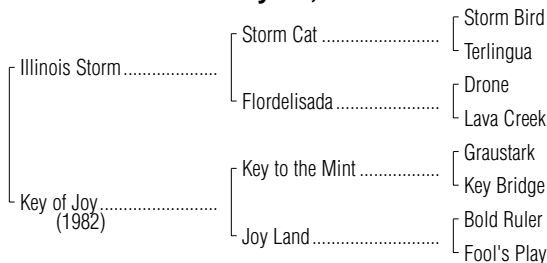 Storm Bird
Storm Cat
Terlingua
Illinois Storm
Drone
Flordelisada
Lava Creek
Graustark
Key to the Mint
Key Bridge
Key of Joy
(1982)
Bold Ruler
Joy Land
Fool's Play